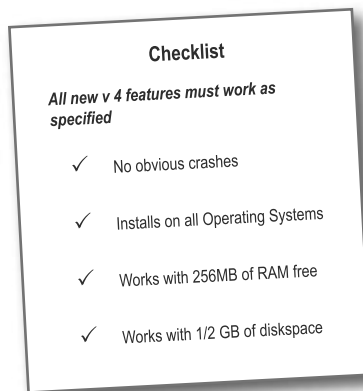 Checklist
All new v 4 features must work as
specified
✓ No obvious crashes
✓ Installs on all Operating Systems
✓ Works with 256MB of RAM free
✓ Works with 1/2 GB of diskspace